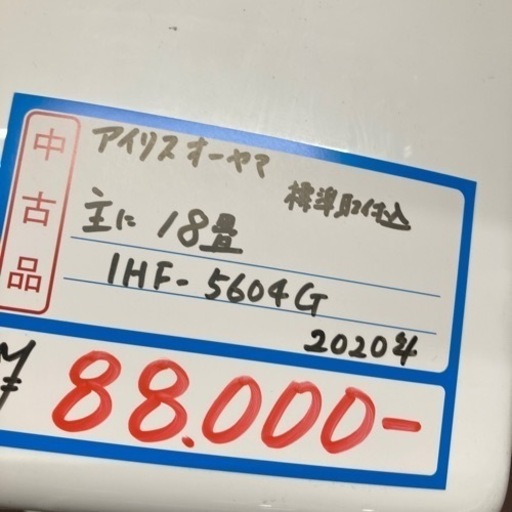 中古品
アイリスオーヤマ
標準取付込
主に 18畳
IHF-5604G
2020年
¥88.000-